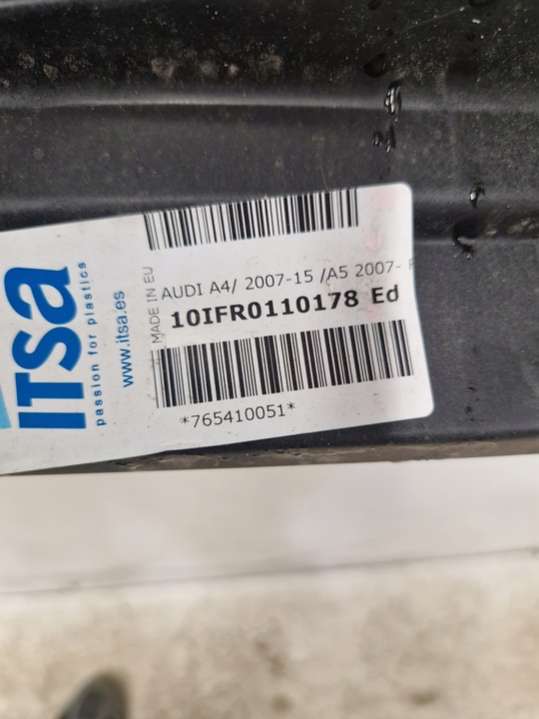 ITSA
passion for plastics
www.itsa.es
MADE IN EU
AUDI A4/ 2007-15 /A5 2007-
10IFR0110178 Ed
*765410051*